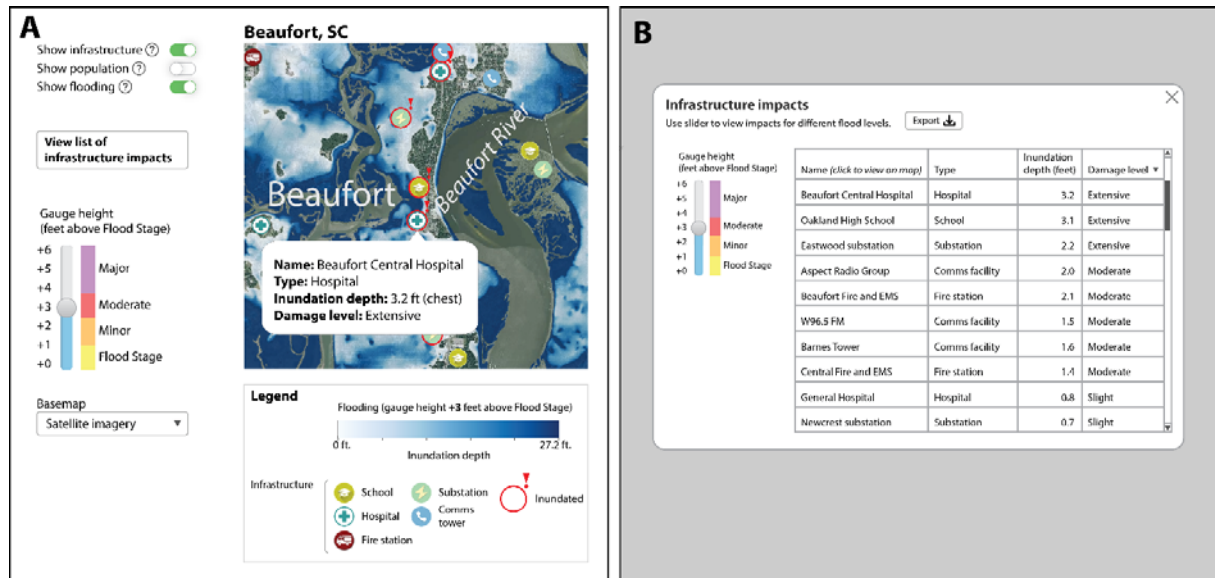 A
Show infrastructure ?
Show population ?
Show flooding ?
View list of
infrastructure impacts
Gauge height
(feet above Flood Stage)
+6
+5
+4
+3
+2
+1
+0
Major
Moderate
Minor
Flood Stage
Basemap
Satellite imagery
Beaufort, SC
Beaufort
Beaufort River
Name: Beaufort Central Hospital
Type: Hospital
Inundation depth: 3.2 ft (chest)
Damage level: Extensive
Legend
Flooding (gauge height +3 feet above Flood Stage)
0 ft. 27.2 ft.
Inundation depth
Infrastructure
School
Hospital
Fire station
Substation
Comms
tower
Inundated
B
Infrastructure impacts
Use slider to view impacts for different flood levels.
Export
Gauge height
(feet above Flood Stage)
+6
+5
+4
+3
+2
+1
+0
Major
Moderate
Minor
Flood Stage
Name (click to view on map) Type Inundation depth (feet) Damage level
Beaufort Central Hospital Hospital 3.2 Extensive
Oakland High School School 3.1 Extensive
Eastwood substation Substation 2.2 Extensive
Aspect Radio Group Comms facility 2.0 Moderate
Beaufort Fire and EMS Fire station 2.1 Moderate
W96.5 FM Comms facility 1.5 Moderate
Barnes Tower Comms facility 1.6 Moderate
Central Fire and EMS Fire station 1.4 Moderate
General Hospital Hospital 0.8 Slight
Newcrest substation Substation 0.7 Slight